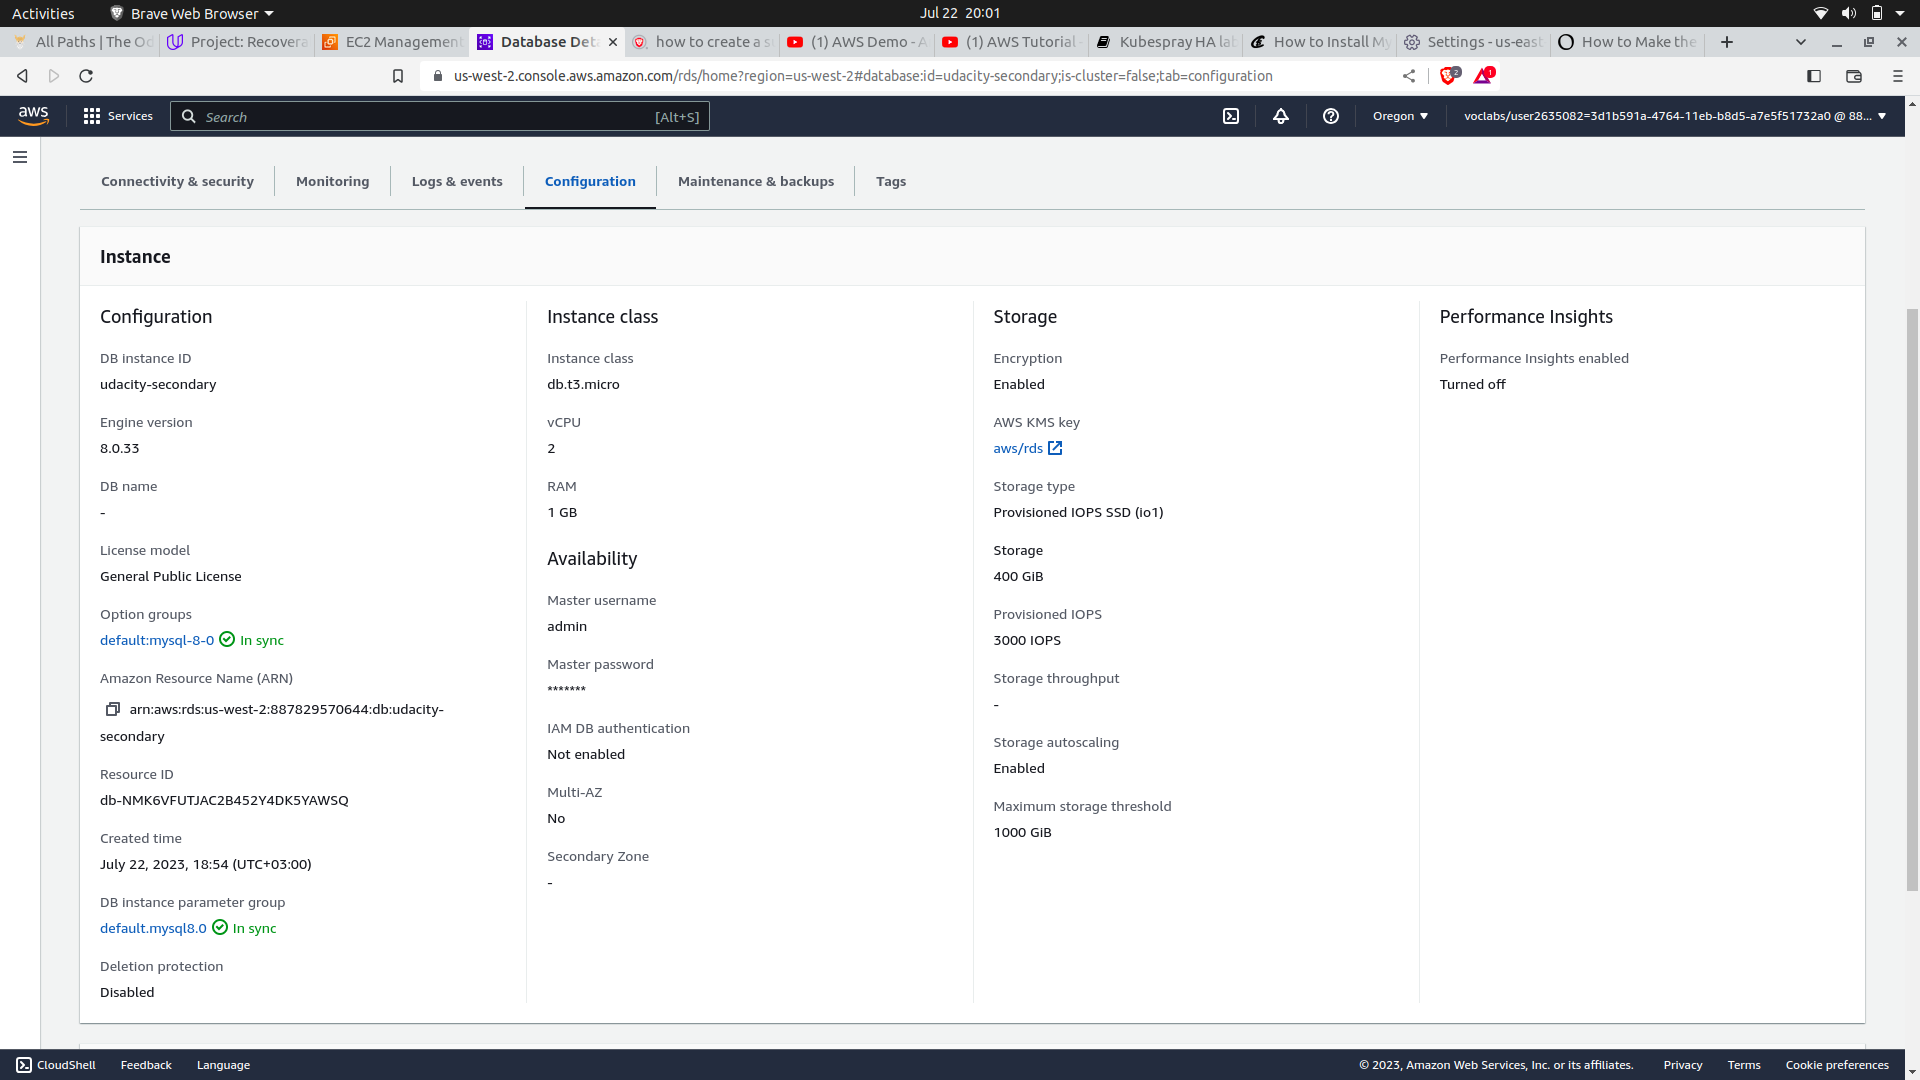 Activities
Brave Web Browser
Jul 22 20:01
All Paths | The Od
Project: Recovera
EC2 Management
Database Deta
how to create a s
(1) AWS Demo - A
(1) AWS Tutorial -
Kubespray HA lab
How to Install My
Settings - us-east
How to Make the
us-west-2.console.aws.amazon.com/rds/home?region=us-west-2#database:id=udacity-secondary;is-cluster=false;tab=configuration
2
1
aws
Services
Search
[Alt+S]
Oregon
voclabs/user2635082=3d1b591a-4764-11eb-b8d5-a7e5f51732a0 @ 88...
Connectivity & security
Monitoring
Logs & events
Configuration
Maintenance & backups
Tags
Instance
Configuration
DB instance ID
udacity-secondary
Engine version
8.0.33
DB name
-
License model
General Public License
Option groups
default:mysql-8-0 In sync
Amazon Resource Name (ARN)
arn:aws:rds:us-west-2:887829570644:db:udacity-
secondary
Resource ID
db-NMK6VFUTJAC2B452Y4DK5YAWSQ
Created time
July 22, 2023, 18:54 (UTC+03:00)
DB instance parameter group
default.mysql8.0 In sync
Deletion protection
Disabled
Instance class
Instance class
db.t3.micro
vCPU
2
RAM
1 GB
Availability
Master username
admin
Master password
*******
IAM DB authentication
Not enabled
Multi-AZ
No
Secondary Zone
-
Storage
Encryption
Enabled
AWS KMS key
aws/rds
Storage type
Provisioned IOPS SSD (io1)
Storage
400 GiB
Provisioned IOPS
3000 IOPS
Storage throughput
-
Storage autoscaling
Enabled
Maximum storage threshold
1000 GiB
Performance Insights
Performance Insights enabled
Turned off
CloudShell
Feedback
Language
© 2023, Amazon Web Services, Inc. or its affiliates.
Privacy
Terms
Cookie preferences